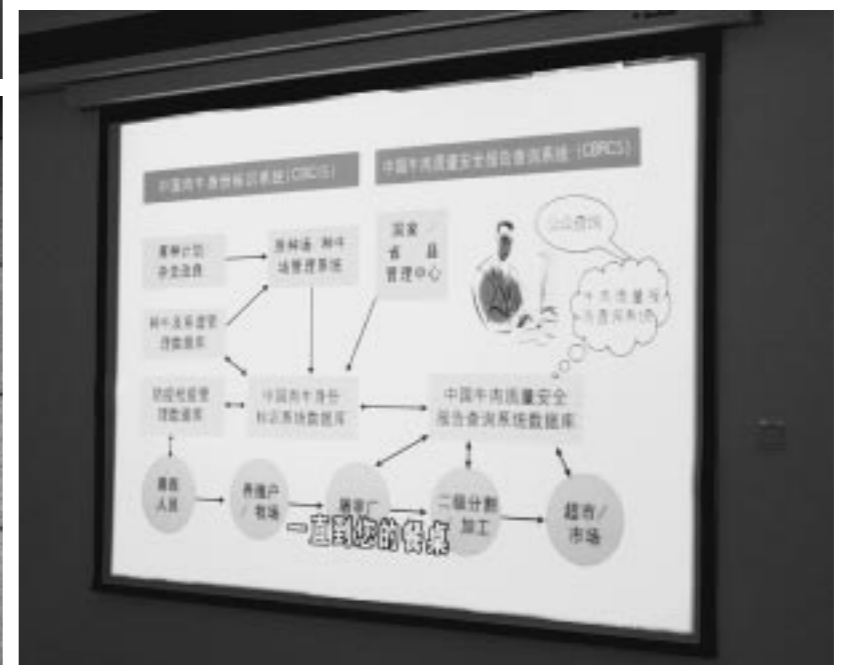 中国肉牛身份标识系统(CBCIS)
中国牛肉质量安全报告查询系统(CBRCS)
育种计划
杂交改良
原种场/种牛
场管理系统
国家／
省 县
管理中心
公众查询
牛肉质量报
告查询系统
种牛及系谱管
理数据库
防疫检疫管
理数据库
中国肉牛身份
标识系统数据库
中国牛肉质量安全
报告查询系统数据库
人员
养殖户
／牧场
屠宰厂
二级分割
加工
超市／
市场
一直到您的餐桌